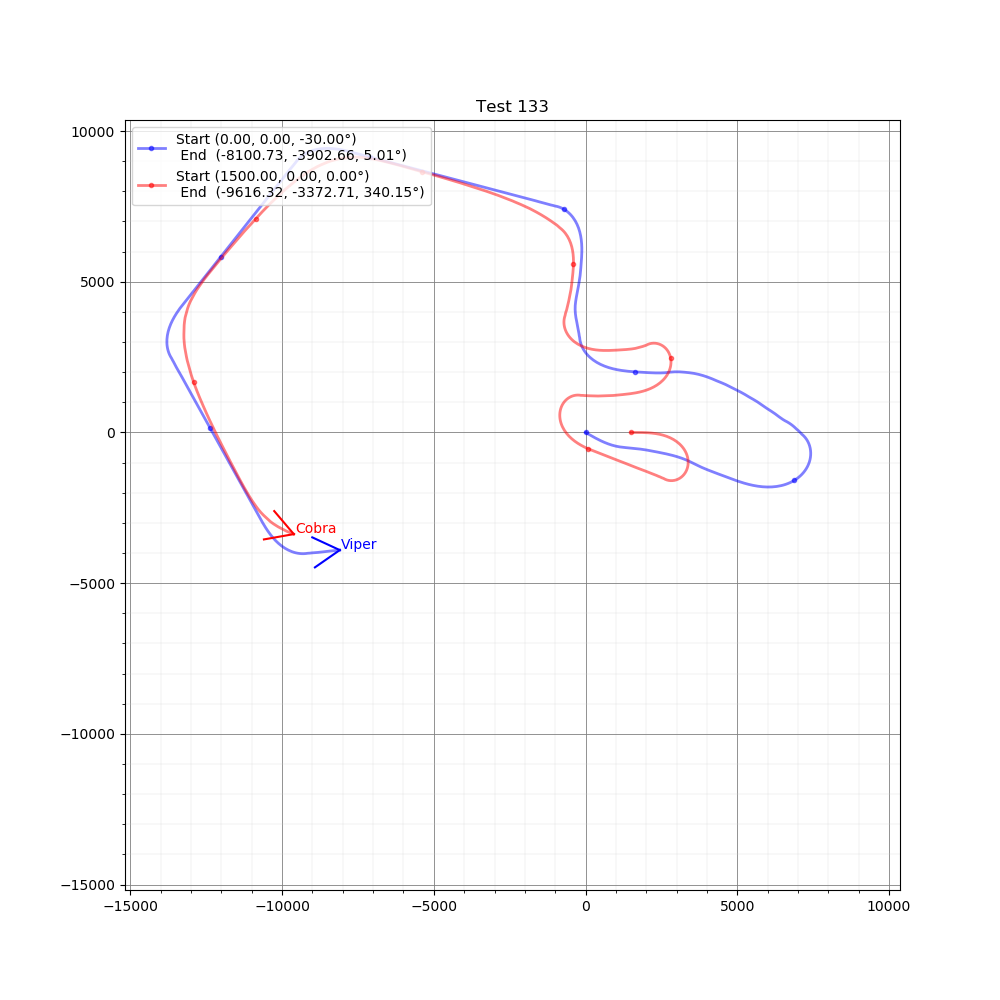 Test 133
Start (0.00, 0.00, -30.00°)
End  (-8100.73, -3902.66, 5.01°)
Start (1500.00, 0.00, 0.00°)
End  (-9616.32, -3372.71, 340.15°)
10000
5000
0
−5000
−10000
−15000
Cobra
Viper
−15000
−10000
−5000
0
5000
10000